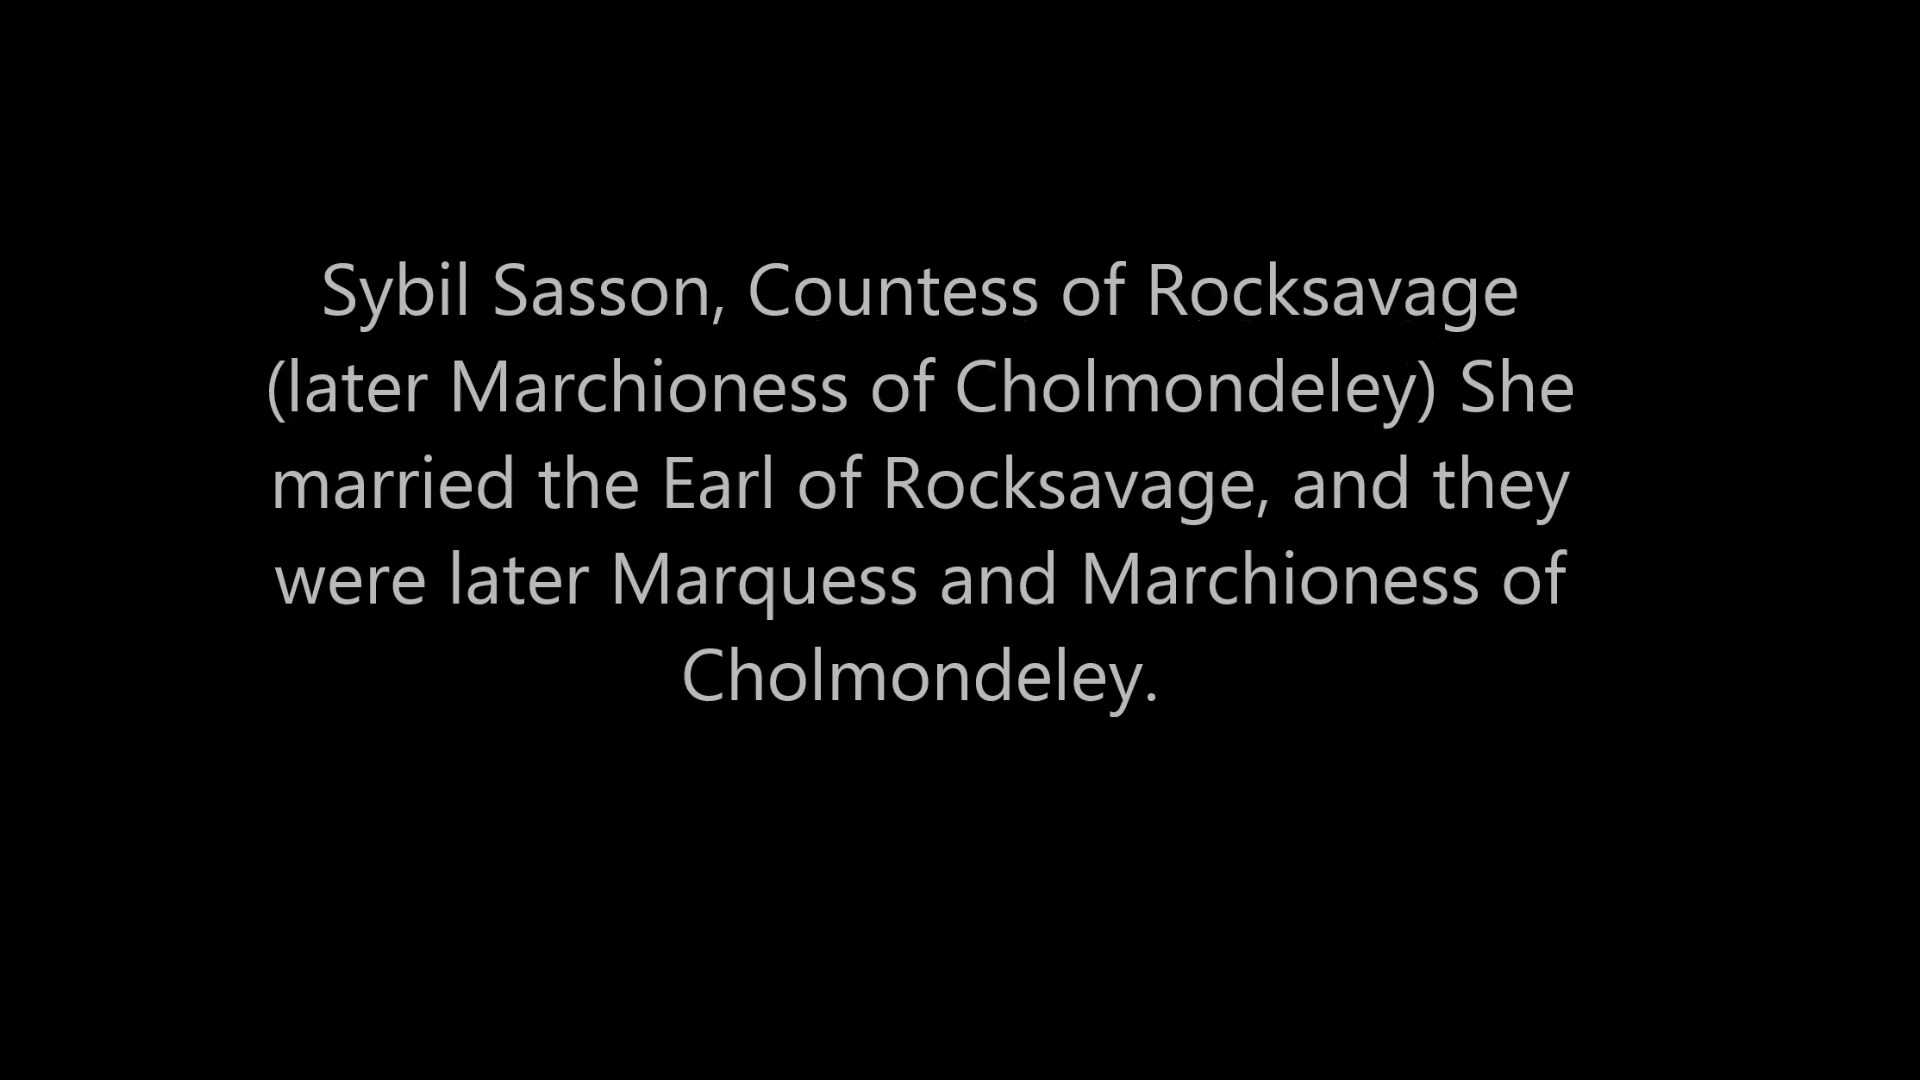 Sybil Sasson, Countess of Rocksavage
(later Marchioness of Cholmondeley) She
married the Earl of Rocksavage, and they
were later Marquess and Marchioness of
Cholmondeley.